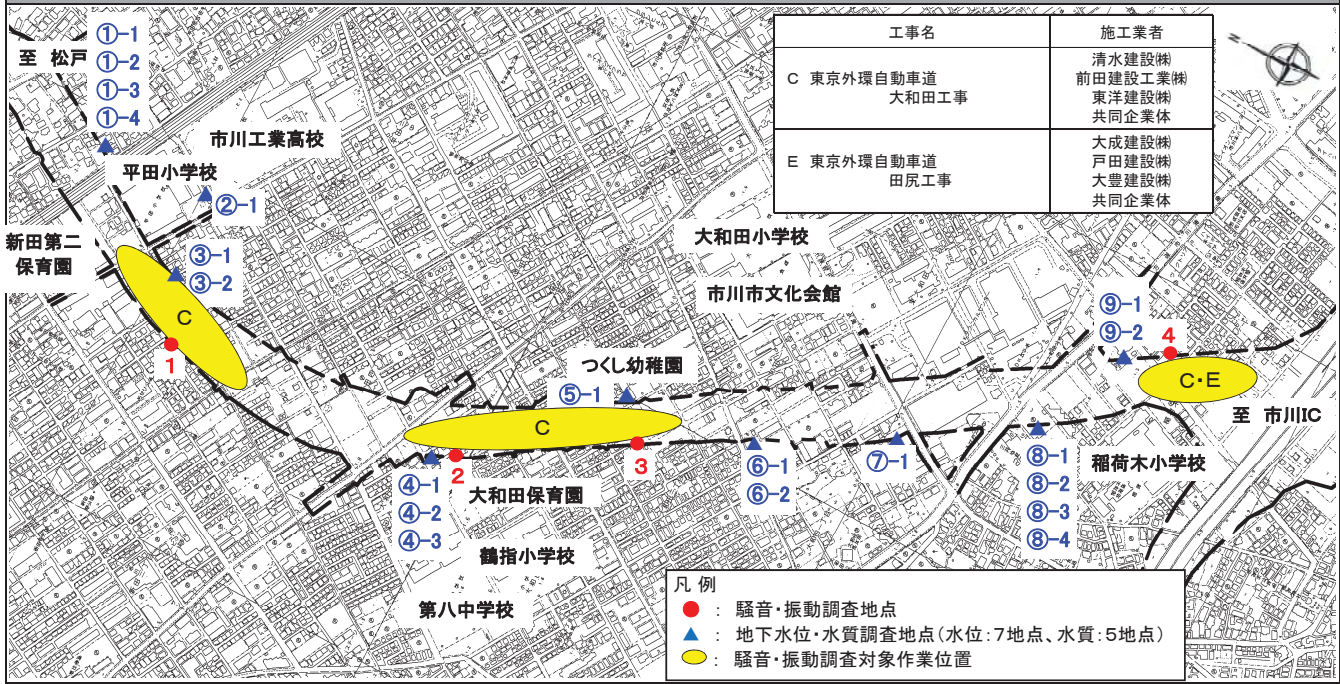 ①-1
①-2
①-3
①-4
至 松戸
市川工業高校
平田小学校
②-1
新田第二
保育園
③-1
③-2
C
1
工事名
施工業者
C 東京外環自動車道
大和田工事
清水建設㈱
前田建設工業㈱
東洋建設㈱
共同企業体
E 東京外環自動車道
田尻工事
大成建設㈱
戸田建設㈱
大豊建設㈱
共同企業体
N
大和田小学校
市川市文化会館
つくし幼稚園
⑤-1
C
2
3
④-1
④-2
④-3
大和田保育園
鶴指小学校
第八中学校
⑥-1
⑥-2
⑦-1
⑧-1
⑧-2
⑧-3
⑧-4
稲荷木小学校
⑨-1
⑨-2
4
C・E
至 市川IC
凡 例
： 騒音・振動調査地点
： 地下水位・水質調査地点(水位:7地点、水質:5地点)
： 騒音・振動調査対象作業位置